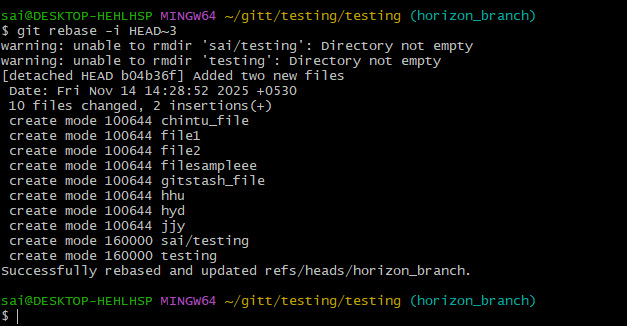 sai@DESKTOP-HEHLHSP MINGW64 ~/gitt/testing/testing (horizon_branch)
$ git rebase -i HEAD~3
warning: unable to rmdir 'sai/testing': Directory not empty
warning: unable to rmdir 'testing': Directory not empty
[detached HEAD b04b36f] Added two new files
 Date: Fri Nov 14 14:28:52 2025 +0530
 10 files changed, 2 insertions(+)
 create mode 100644 chintu_file
 create mode 100644 file1
 create mode 100644 file2
 create mode 100644 filesampleee
 create mode 100644 gitstash_file
 create mode 100644 hhu
 create mode 100644 hyd
 create mode 100644 jjy
 create mode 160000 sai/testing
 create mode 160000 testing
Successfully rebased and updated refs/heads/horizon_branch.
sai@DESKTOP-HEHLHSP MINGW64 ~/gitt/testing/testing (horizon_branch)
$